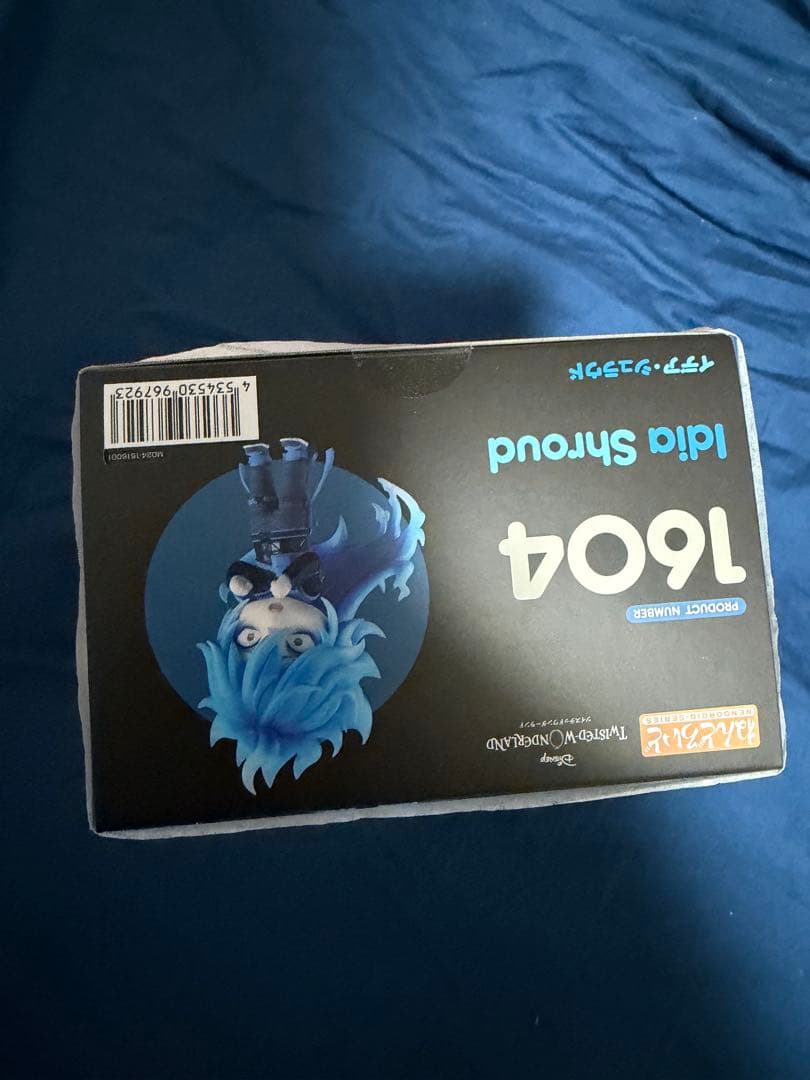 ねんどろいど
NENDOROID・SERIES
Disney
TWISTED-WONDERLAND
ツイステッドワンダーランド
PRODUCT NUMBER
1604
Idia Shroud
イデア・シュラウド
M024-1616001
4 534530 967923